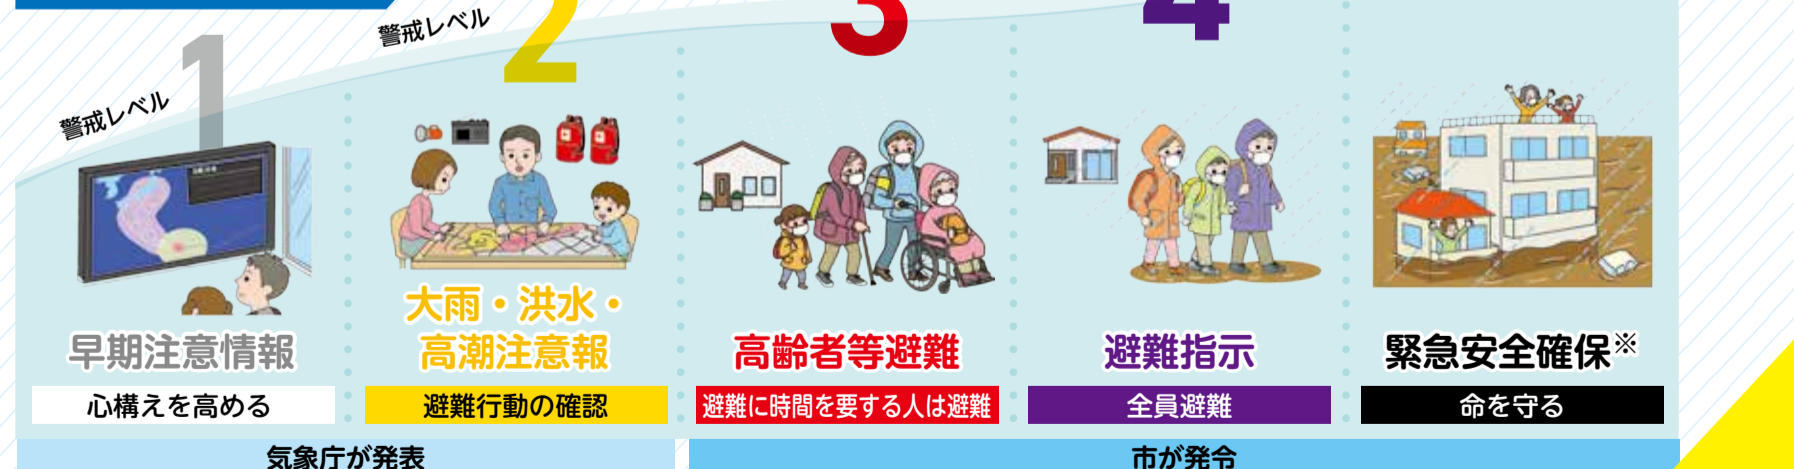 警戒レベル
1
警戒レベル
2
3
4
早期注意情報
心構えを高める
大雨・洪水・
高潮注意報
避難行動の確認
高齢者等避難
避難に時間を要する人は避難
避難指示
全員避難
緊急安全確保※
命を守る
気象庁が発表
市が発令